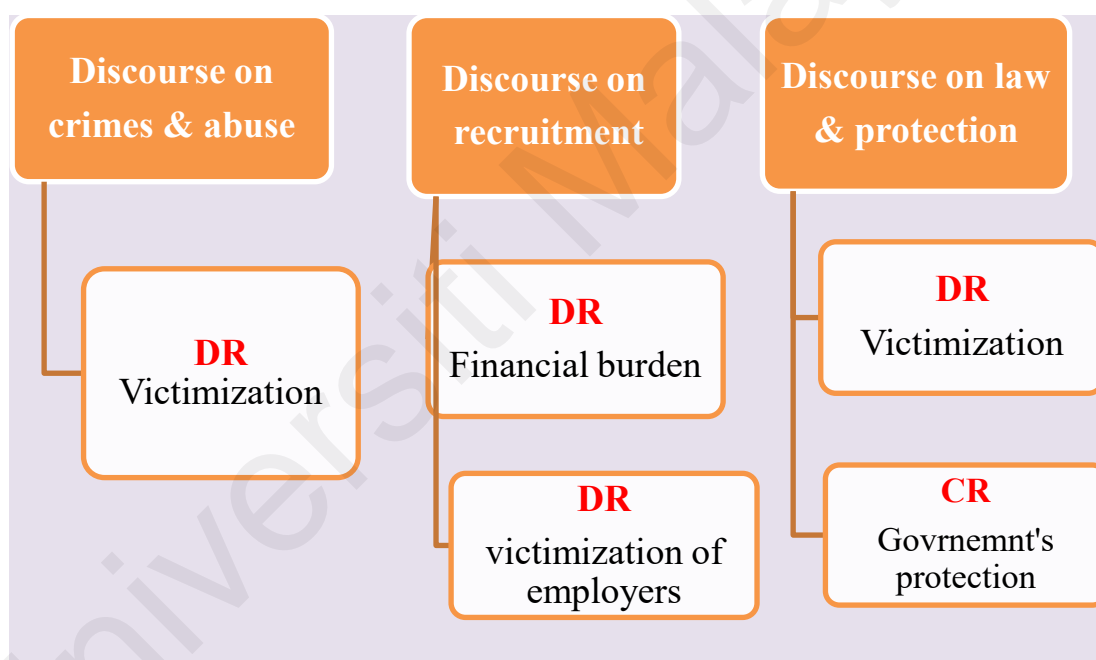 Discourse on
crimes & abuse
DR
Victimization
Discourse on
recruitment
DR
Financial burden
DR
victimization of
employers
Discourse on law
& protection
DR
Victimization
CR
Govrnemnt's
protection